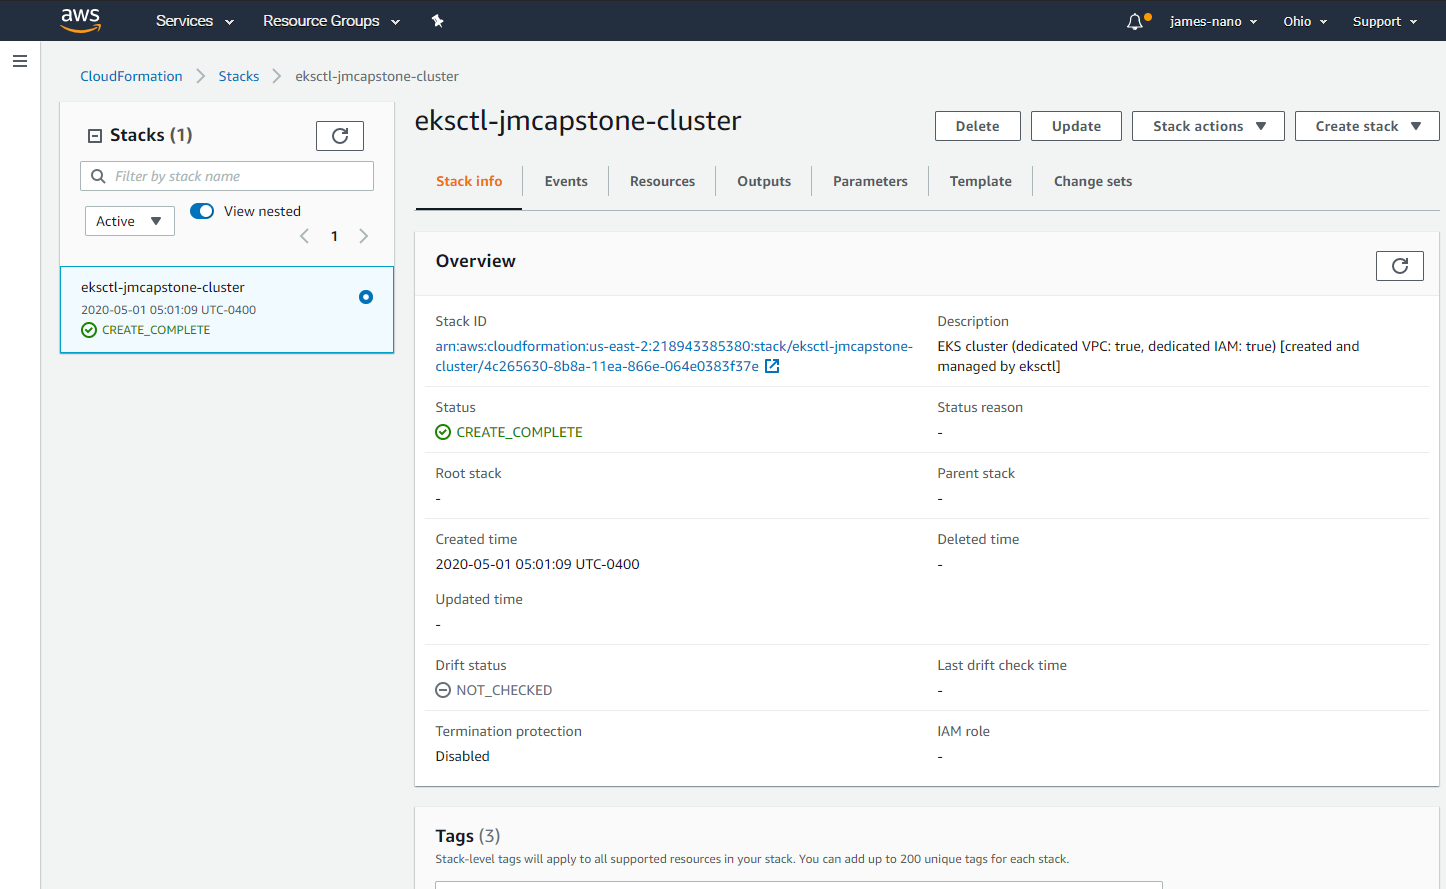 aws
Services
Resource Groups
james-nano
Ohio
Support
CloudFormation
Stacks
eksctl-jmcapstone-cluster
Stacks (1)
Filter by stack name
Active
View nested
1
eksctl-jmcapstone-cluster
2020-05-01 05:01:09 UTC-0400
CREATE_COMPLETE
eksctl-jmcapstone-cluster
Delete
Update
Stack actions
Create stack
Stack info
Events
Resources
Outputs
Parameters
Template
Change sets
Overview
Stack ID
arn:aws:cloudformation:us-east-2:218943385380:stack/eksctl-jmcapstone-
cluster/4c265630-8b8a-11ea-866e-064e0383f37e
Description
EKS cluster (dedicated VPC: true, dedicated IAM: true) [created and
managed by eksctl]
Status
CREATE_COMPLETE
Status reason
-
Root stack
-
Parent stack
-
Created time
2020-05-01 05:01:09 UTC-0400
Deleted time
-
Updated time
-
Drift status
NOT_CHECKED
Last drift check time
-
Termination protection
Disabled
IAM role
-
Tags (3)
Stack-level tags will apply to all supported resources in your stack. You can add up to 200 unique tags for each stack.